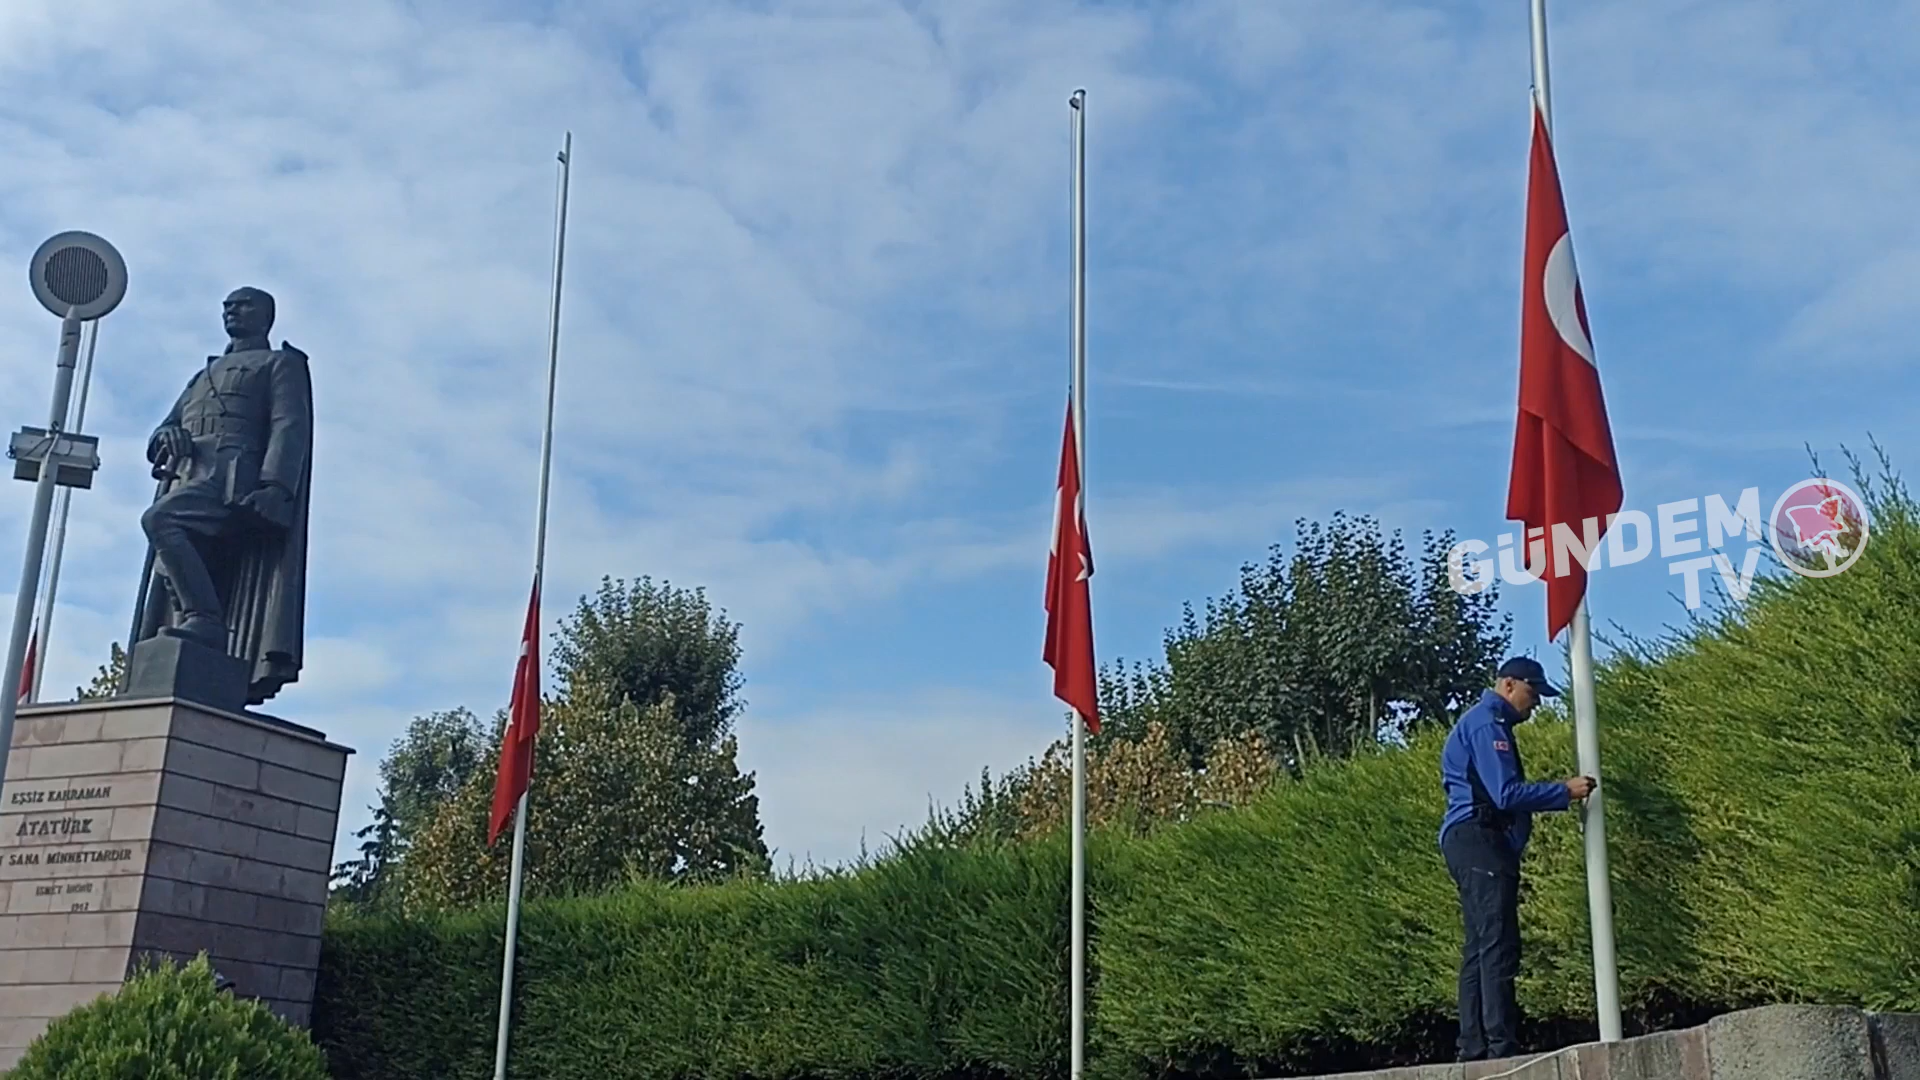 EŞSİZ KAHRAMAN
ATATÜRK
SANA MİNNETTARDIR
İSMET İNÖNÜ
GÜNDEM
TV